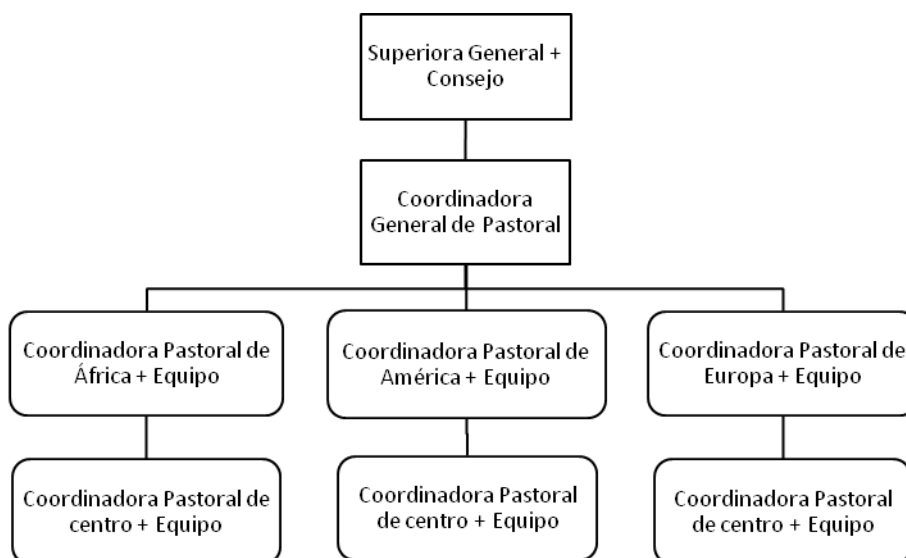 Superiora General +
Consejo
Coordinadora
General de Pastoral
Coordinadora Pastoral de
África + Equipo
Coordinadora Pastoral de
América + Equipo
Coordinadora Pastoral de
Europa + Equipo
Coordinadora Pastoral de
centro + Equipo
Coordinadora Pastoral
de centro + Equipo
Coordinadora Pastoral
de centro + Equipo